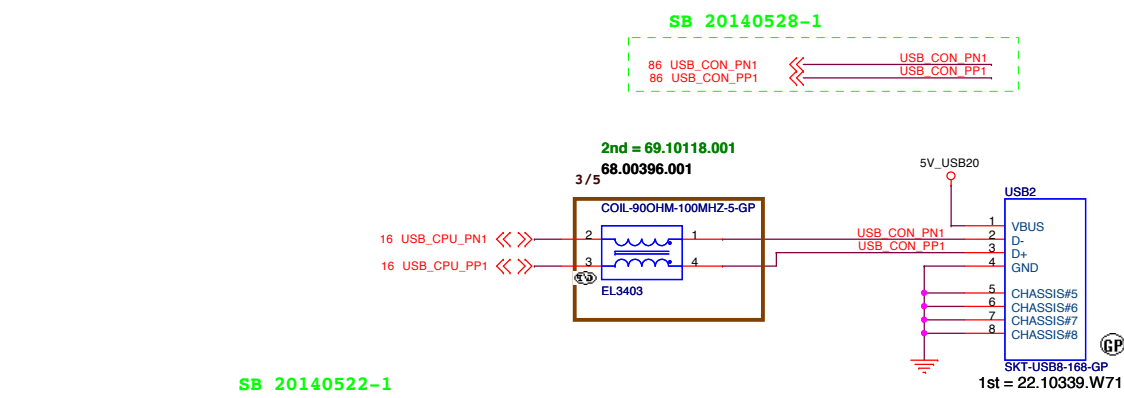 SB 20140528-1
86 USB_CON_PN1
USB_CON_PN1
86 USB_CON_PP1
USB_CON_PP1
2nd = 69.10118.001
68.00396.001
3/5
5V_USB20
USB2
COIL-90OHM-100MHZ-5-GP
16 USB_CPU_PN1
2
1
USB_CON_PN1
16 USB_CPU_PP1
3
4
USB_CON_PP1
EL3403
1 VBUS
2 D-
3 D+
4 GND
5 CHASSIS#5
6 CHASSIS#6
7 CHASSIS#7
8 CHASSIS#8
GP
SKT-USB8-168-GP
1st = 22.10339.W71
SB 20140522-1